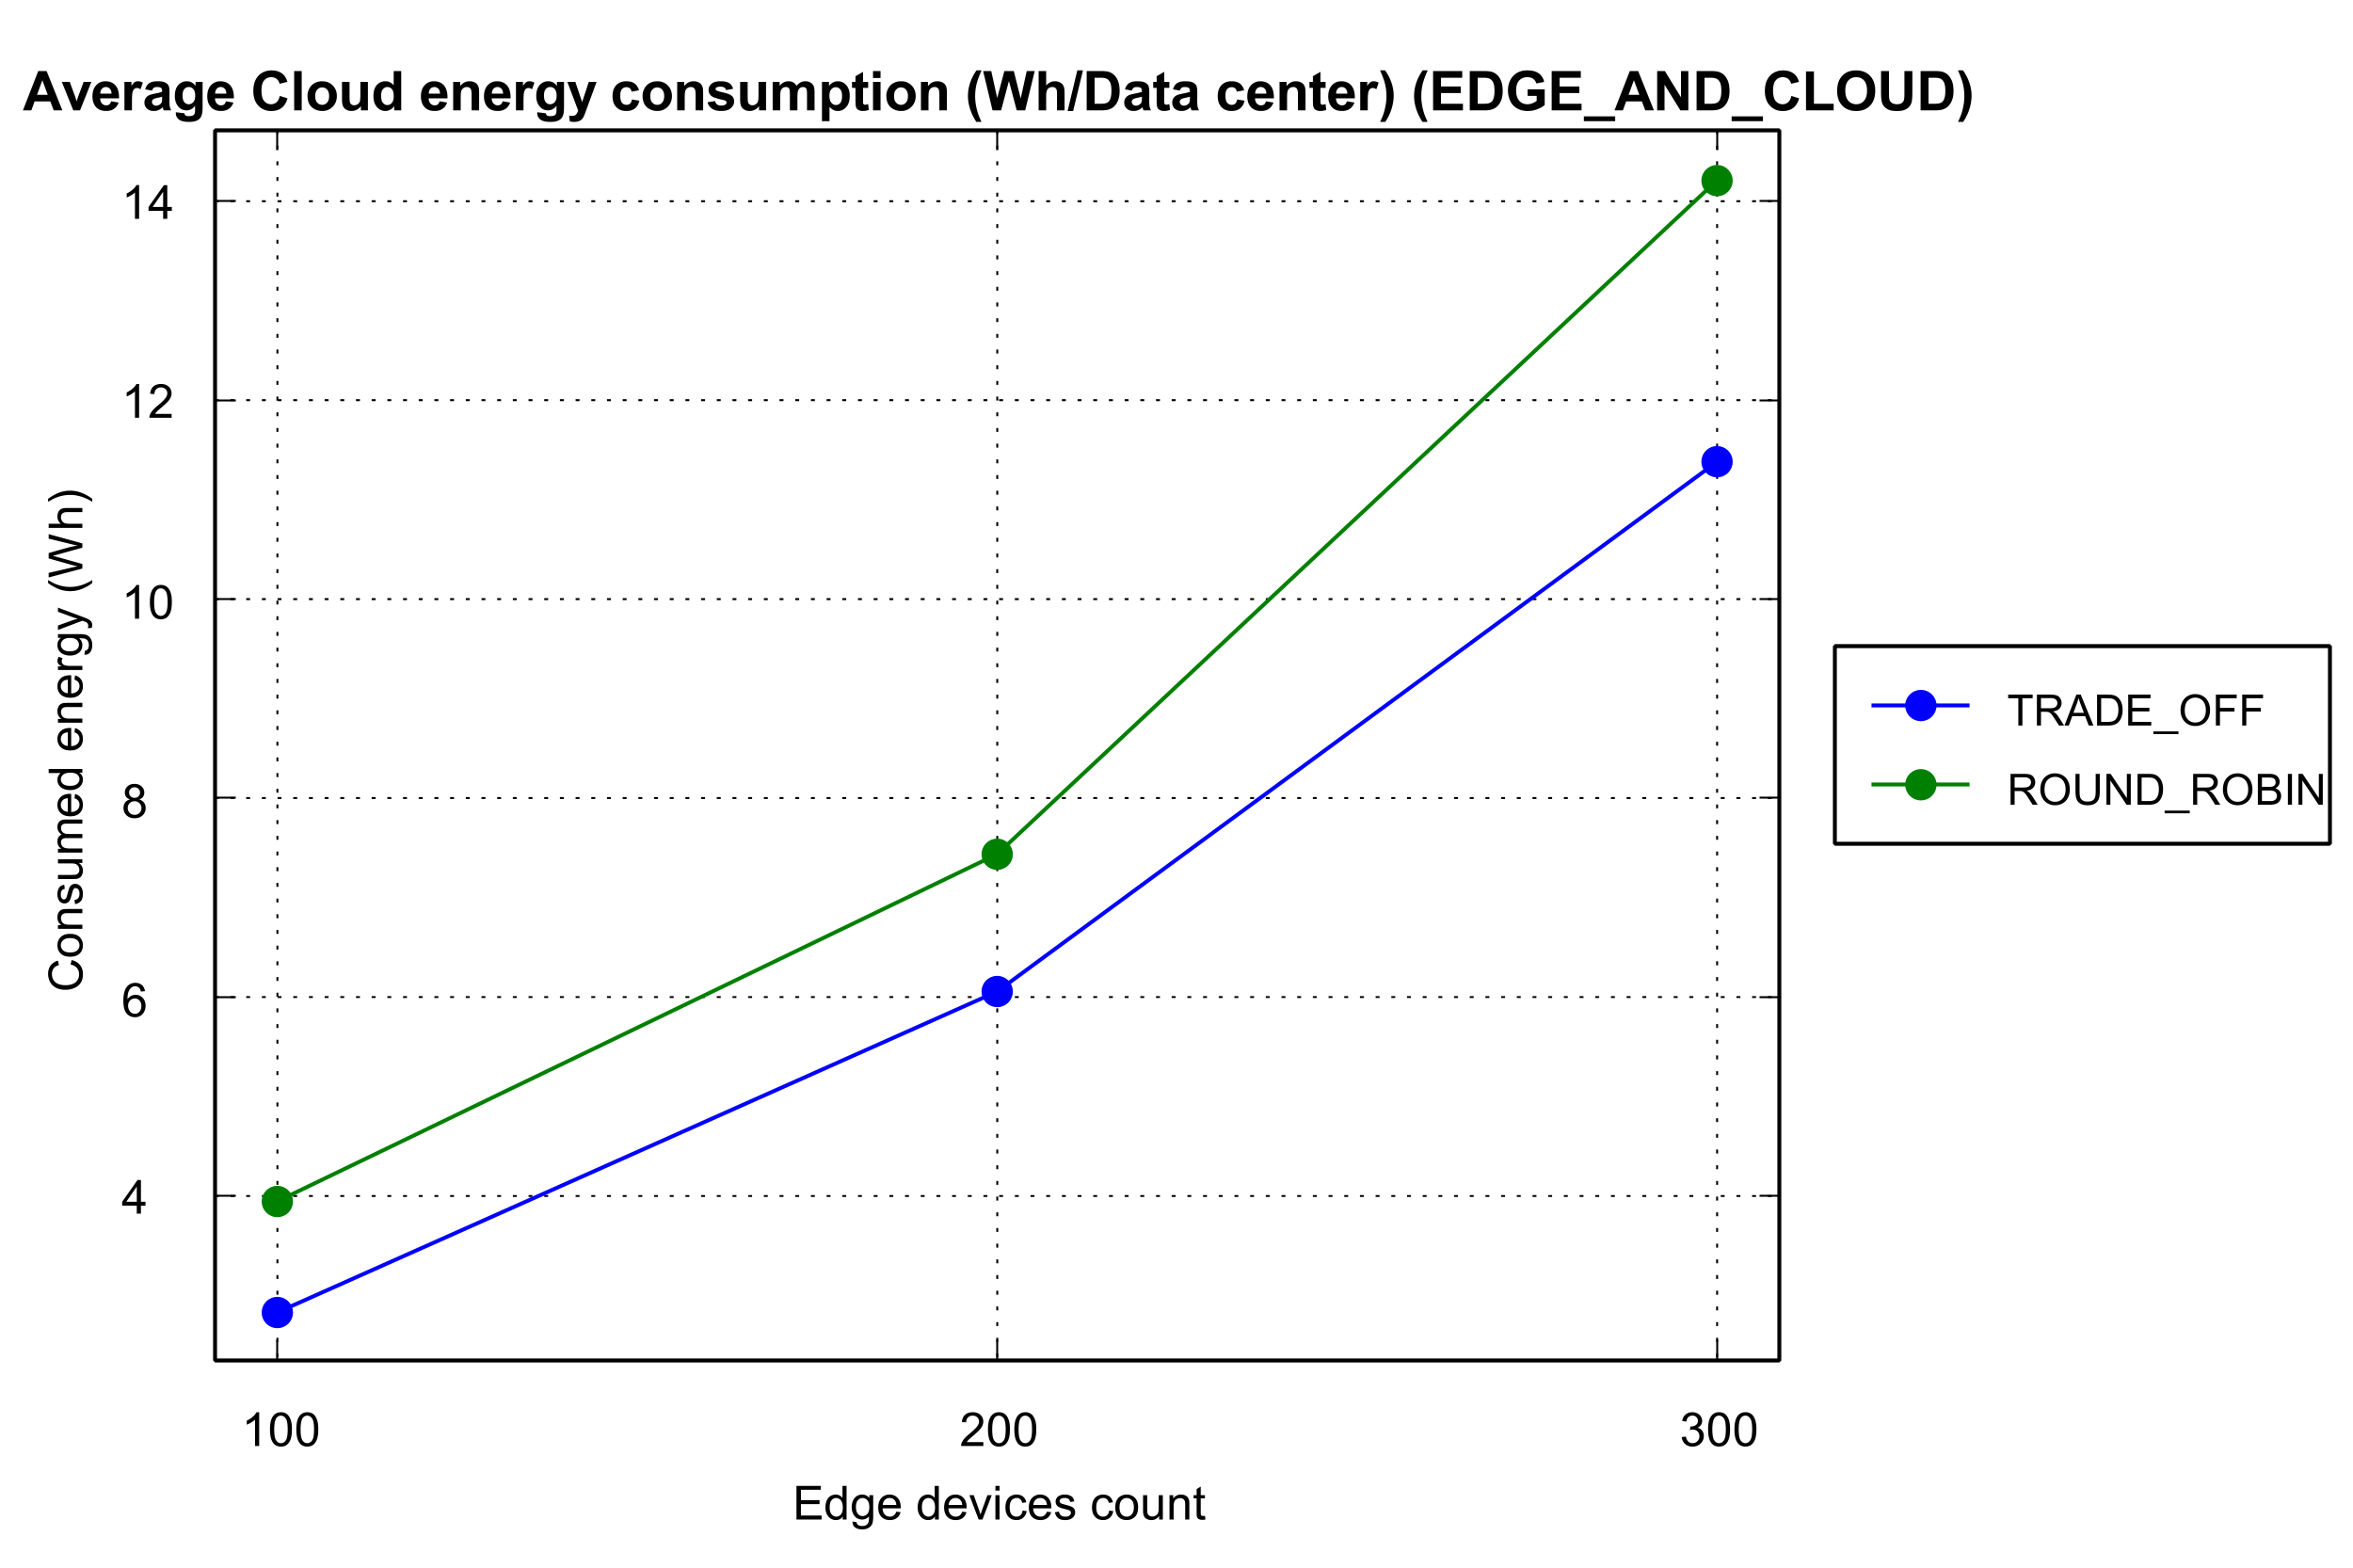 Average Cloud energy consumption (Wh/Data center) (EDGE_AND_CLOUD)
14
12
10
8
6
4
Consumed energy (Wh)
100
200
300
Edge devices count
TRADE_OFF
ROUND_ROBIN